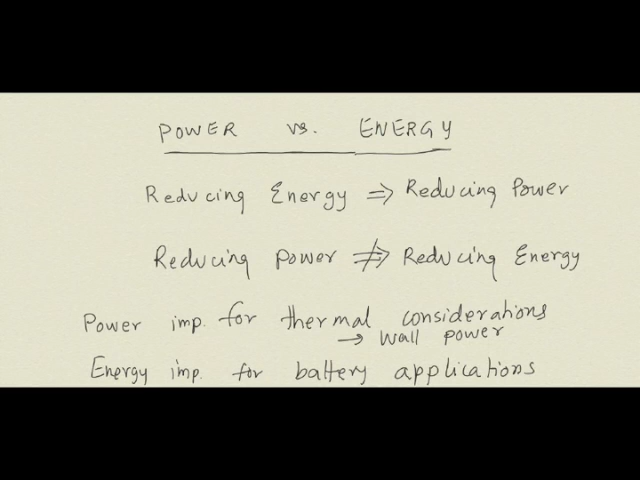 POWER vs. ENERGY
Reducing Energy ⇒ Reducing Power
Reducing Power ⇏ Reducing Energy
Power imp. for thermal considerations
→ Wall power
Energy imp. for battery applications